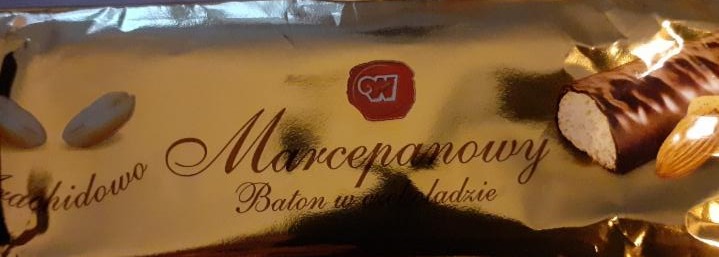 Marcepanowy
Baton w czekoladzie